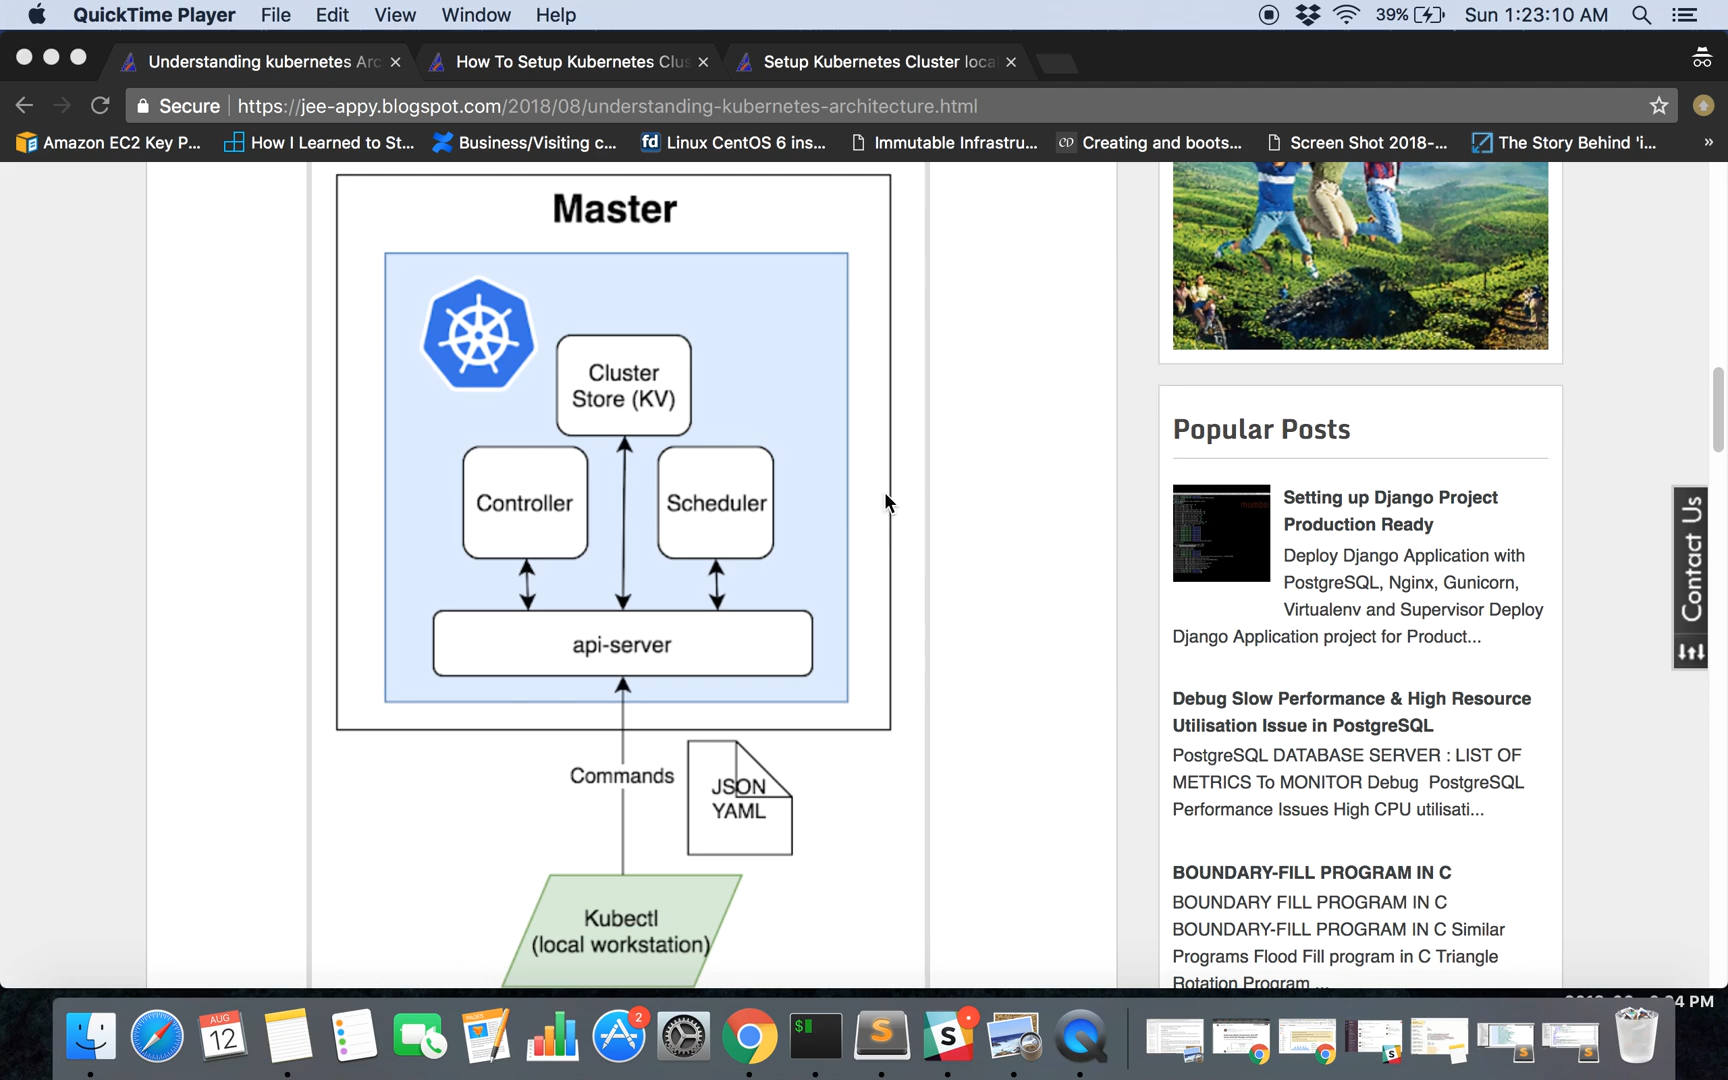 QuickTime Player File Edit View Window Help 39% Sun 1:23:10 AM
Understanding kubernetes Arc How To Setup Kubernetes Clus Setup Kubernetes Cluster loca
Secure https://jee-appy.blogspot.com/2018/08/understanding-kubernetes-architecture.html
Amazon EC2 Key P... How I Learned to St... Business/Visiting c... fd Linux CentOS 6 ins... Immutable Infrastru... CD Creating and boots... Screen Shot 2018-... The Story Behind 'i... »
Master
Cluster
Store (KV)
Controller
Scheduler
api-server
Commands
JSON
YAML
Kubectl
(local workstation)
Popular Posts
Setting up Django Project
Production Ready
Deploy Django Application with
PostgreSQL, Nginx, Gunicorn,
Virtualenv and Supervisor Deploy
Django Application project for Product...
Debug Slow Performance & High Resource
Utilisation Issue in PostgreSQL
PostgreSQL DATABASE SERVER : LIST OF
METRICS To MONITOR Debug PostgreSQL
Performance Issues High CPU utilisati...
BOUNDARY-FILL PROGRAM IN C
BOUNDARY FILL PROGRAM IN C
BOUNDARY-FILL PROGRAM IN C Similar
Programs Flood Fill program in C Triangle
Rotation Program ...
Contact Us
PM
AUG
12
2
$
S
S